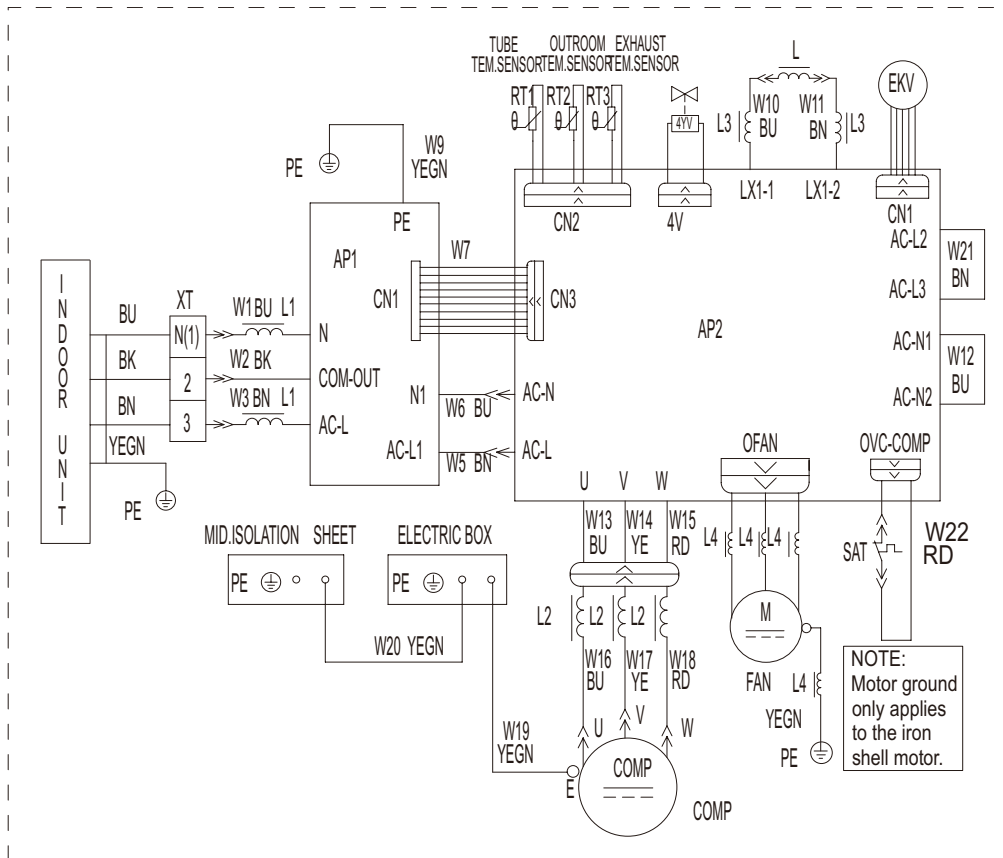 TUBE OUTROOM EXHAUST
TEM.SENSOR TEM.SENSOR TEM.SENSOR
L
EKV
RT1 RT2 RT3
θ θ θ
4YV
L3 W10 BU
W11 BN L3
W9
YEGN
PE
LX1-1 LX1-2
CN2
4V
CN1
PE
AP1
W7
CN1
CN3
AC-L2
W21
BN
AC-L3
AP2
INDOOR UNIT
BU
BK
BN
YEGN
PE
XT
N(1)
2
3
W1 BU L1
W2 BK
W3 BN L1
N
COM-OUT
AC-L
N1
W6 BU
AC-N
AC-L1
W5 BN
AC-L
AC-N1
W12
BU
AC-N2
OFAN
OVC-COMP
U V W
W13 W14 W15
BU YE RD
L4 L4 L4
SAT
W22
RD
MID.ISOLATION SHEET
PE
ELECTRIC BOX
PE
W20 YEGN
L2 L2 L2
W16 W17 W18
BU YE RD
M
FAN
L4
YEGN
PE
NOTE:
Motor ground
only applies
to the iron
shell motor.
W19
YEGN
U V W
E
COMP
COMP